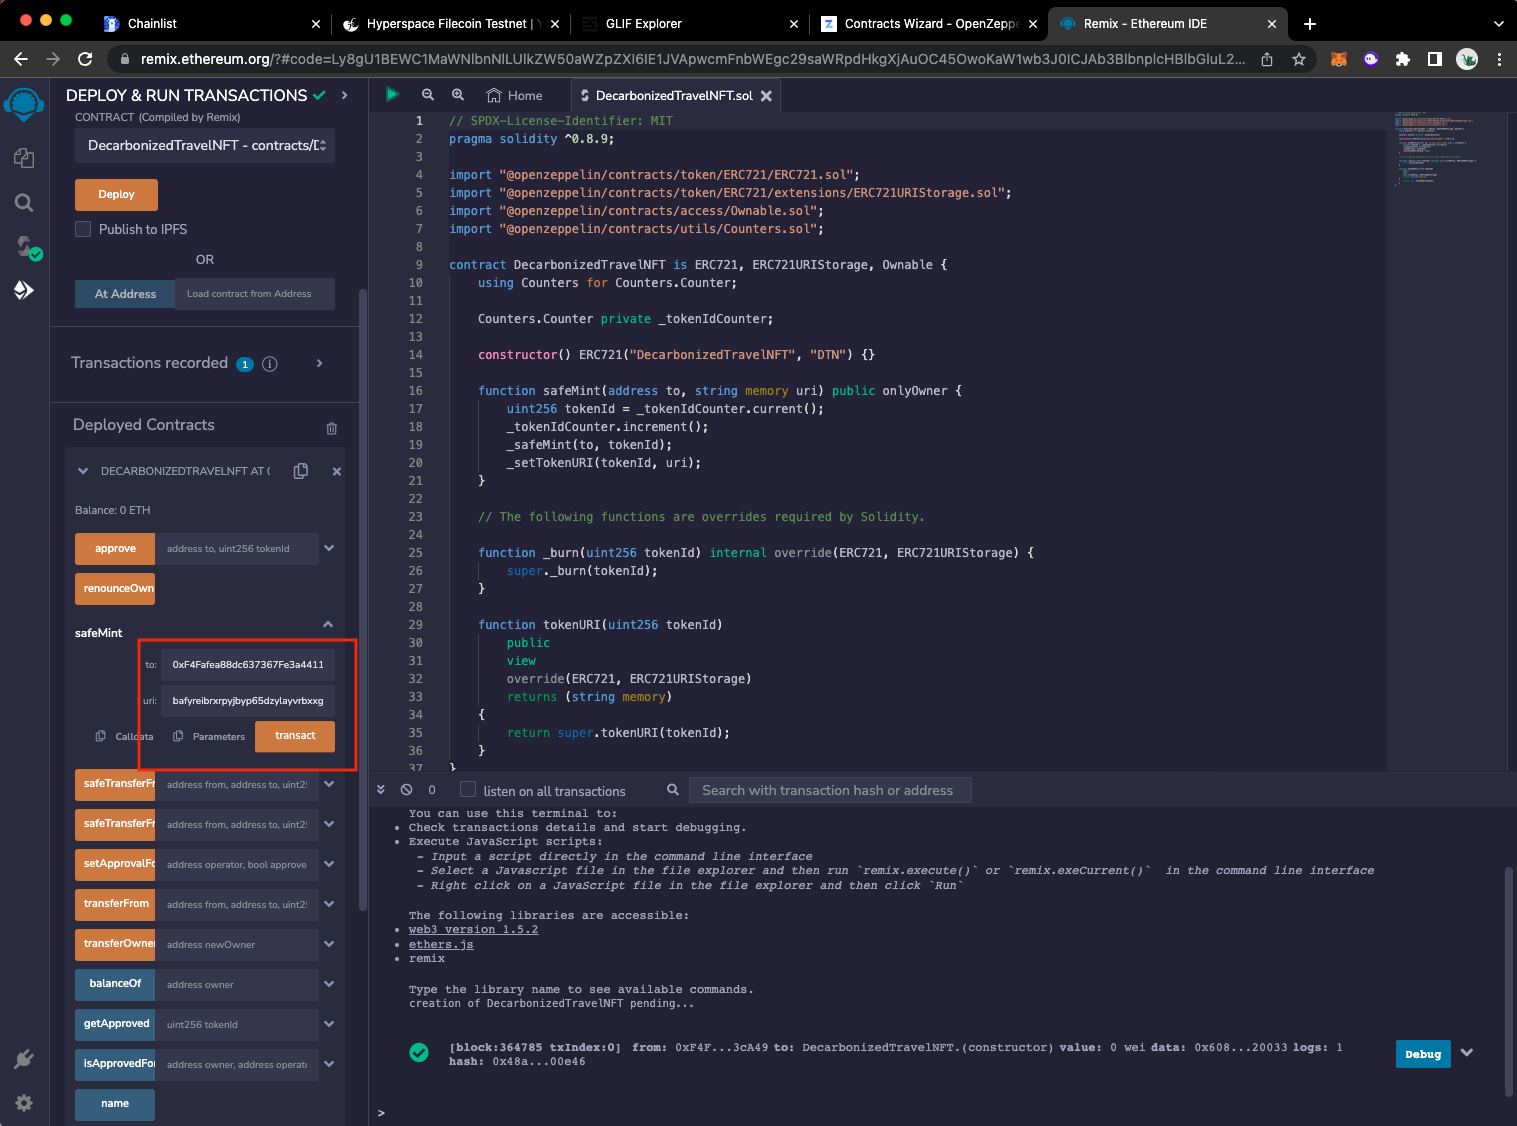 Chainlist
Hyperspace Filecoin Testnet |
GLIF Explorer
Contracts Wizard - OpenZeppe
Remix - Ethereum IDE
DEPLOY & RUN TRANSACTIONS
CONTRACT (Compiled by Remix)
DecarbonizedTravelNFT - contracts/D
Deploy
Publish to IPFS
OR
At Address
Load contract from Address
Transactions recorded 1 i
Deployed Contracts
DECARBONIZEDTRAVELNFT AT
Balance: 0 ETH
approve
address to, uint256 tokenId
renounceOwn
safeMint
to: 0xF4Fafea88dc637367Fe3a4411
uri: bafyreibrxrpyjbyp65dzylayvrbxxg
Calldata
Parameters
transact
safeTransferFr
address from, address to, uint2
safeTransferFr
address from, address to, uint2
setApprovalFo
address operator, bool approve
transferFrom
address from, address to, uint2
transferOwne
address newOwner
balanceOf
address owner
getApproved
uint256 tokenId
isApprovedFor
address owner, address operat
name
Home
DecarbonizedTravelNFT.sol
1 // SPDX-License-Identifier: MIT
2 pragma solidity ^0.8.9;
3
4 import "@openzeppelin/contracts/token/ERC721/ERC721.sol";
5 import "@openzeppelin/contracts/token/ERC721/extensions/ERC721URIStorage.sol";
6 import "@openzeppelin/contracts/access/Ownable.sol";
7 import "@openzeppelin/contracts/utils/Counters.sol";
8
9 contract DecarbonizedTravelNFT is ERC721, ERC721URIStorage, Ownable {
10 using Counters for Counters.Counter;
11
12 Counters.Counter private _tokenIdCounter;
13
14 constructor() ERC721("DecarbonizedTravelNFT", "DTN") {}
15
16 function safeMint(address to, string memory uri) public onlyOwner {
17 uint256 tokenId = _tokenIdCounter.current();
18 _tokenIdCounter.increment();
19 _safeMint(to, tokenId);
20 _setTokenURI(tokenId, uri);
21 }
22
23 // The following functions are overrides required by Solidity.
24
25 function _burn(uint256 tokenId) internal override(ERC721, ERC721URIStorage) {
26 super._burn(tokenId);
27 }
28
29 function tokenURI(uint256 tokenId)
30 public
31 view
32 override(ERC721, ERC721URIStorage)
33 returns (string memory)
34 {
35 return super.tokenURI(tokenId);
36 }
37 }
0
listen on all transactions
Search with transaction hash or address
You can use this terminal to:
• Check transactions details and start debugging.
• Execute JavaScript scripts:
- Input a script directly in the command line interface
- Select a Javascript file in the file explorer and then run `remix.execute()` or `remix.exeCurrent()` in the command line interface
- Right click on a JavaScript file in the file explorer and then click `Run`
The following libraries are accessible:
• web3 version 1.5.2
• ethers.js
• remix
Type the library name to see available commands.
creation of DecarbonizedTravelNFT pending...
[block:364785 txIndex:0] from: 0xF4F...3cA49 to: DecarbonizedTravelNFT.(constructor) value: 0 wei data: 0x608...20033 logs: 1
hash: 0x48a...00e46
Debug
>